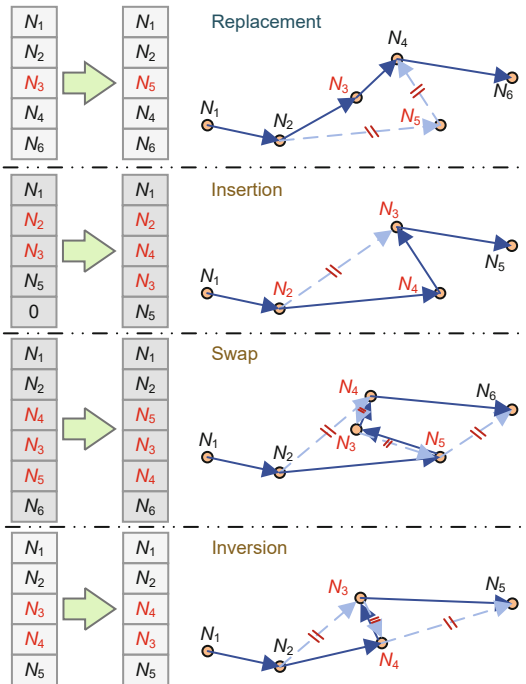 Replacement
N1 N1
N2 N2
N3 N5
N4 N4
N6 N6
N4
N3
N6
N1
N2
N5
Insertion
N1 N1
N2 N2
N3 N4
N5 N3
0 N5
N3
N5
N1
N2
N4
Swap
N1 N1
N2 N2
N4 N5
N3 N3
N5 N4
N6 N6
N4
N6
N1
N3
N5
N2
Inversion
N1 N1
N2 N2
N3 N4
N4 N3
N5 N5
N3
N5
N1
N2
N4